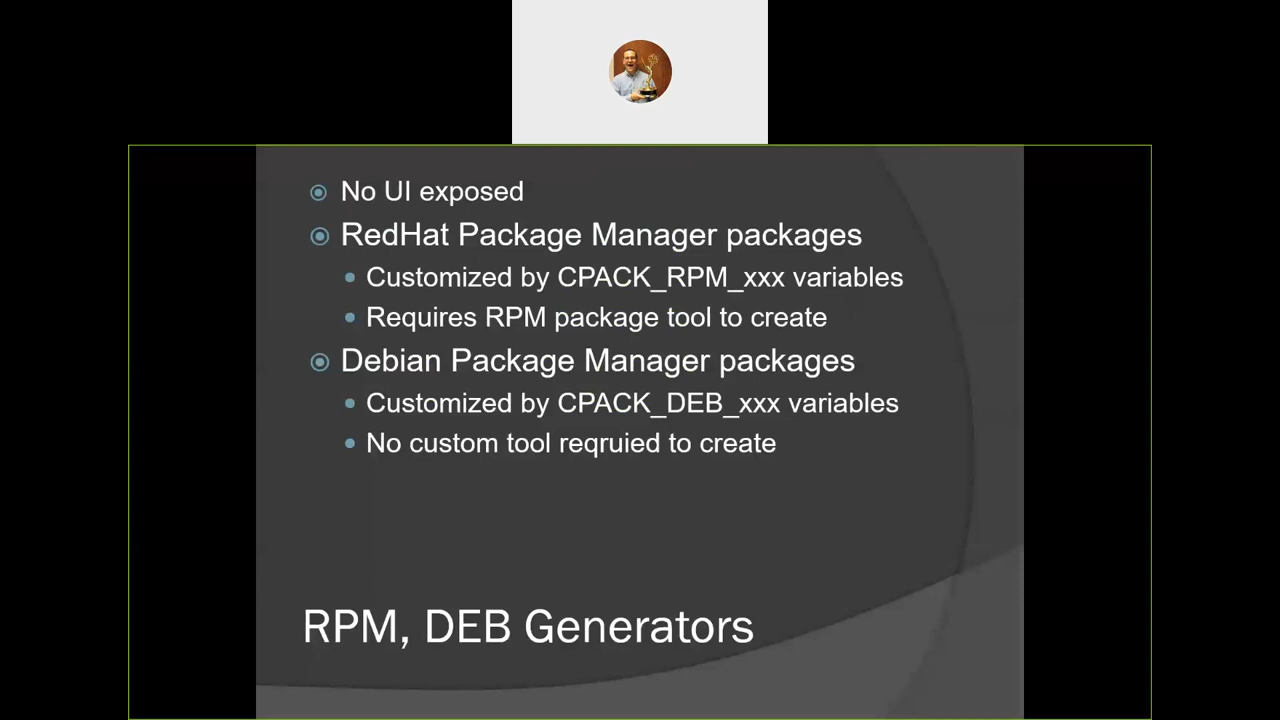 No UI exposed
RedHat Package Manager packages
Customized by CPACK_RPM_xxx variables
Requires RPM package tool to create
Debian Package Manager packages
Customized by CPACK_DEB_xxx variables
No custom tool reqruied to create
RPM, DEB Generators